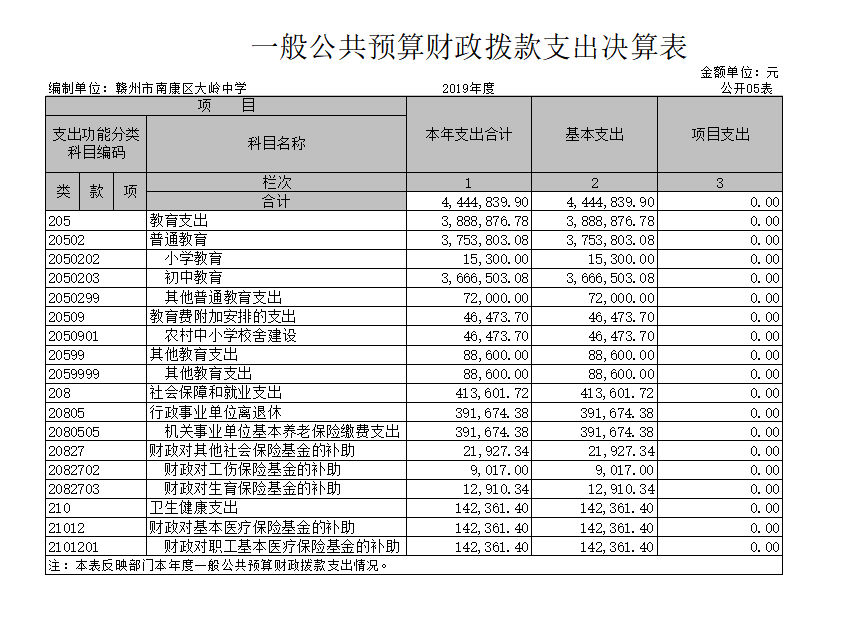 一般公共预算财政拨款支出决算表
金额单位：元
编制单位：赣州市南康区大岭中学 2019年度 公开05表
项 目 本年支出合计 基本支出 项目支出
支出功能分类科目编码 科目名称
类 款 项 栏次 1 2 3
合计 4,444,839.90 4,444,839.90 0.00
205 教育支出 3,888,876.78 3,888,876.78 0.00
20502 普通教育 3,753,803.08 3,753,803.08 0.00
2050202 小学教育 15,300.00 15,300.00 0.00
2050203 初中教育 3,666,503.08 3,666,503.08 0.00
2050299 其他普通教育支出 72,000.00 72,000.00 0.00
20509 教育费附加安排的支出 46,473.70 46,473.70 0.00
2050901 农村中小学校舍建设 46,473.70 46,473.70 0.00
20599 其他教育支出 88,600.00 88,600.00 0.00
2059999 其他教育支出 88,600.00 88,600.00 0.00
208 社会保障和就业支出 413,601.72 413,601.72 0.00
20805 行政事业单位离退休 391,674.38 391,674.38 0.00
2080505 机关事业单位基本养老保险缴费支出 391,674.38 391,674.38 0.00
20827 财政对其他社会保险基金的补助 21,927.34 21,927.34 0.00
2082702 财政对工伤保险基金的补助 9,017.00 9,017.00 0.00
2082703 财政对生育保险基金的补助 12,910.34 12,910.34 0.00
210 卫生健康支出 142,361.40 142,361.40 0.00
21012 财政对基本医疗保险基金的补助 142,361.40 142,361.40 0.00
2101201 财政对职工基本医疗保险基金的补助 142,361.40 142,361.40 0.00
注：本表反映部门本年度一般公共预算财政拨款支出情况。